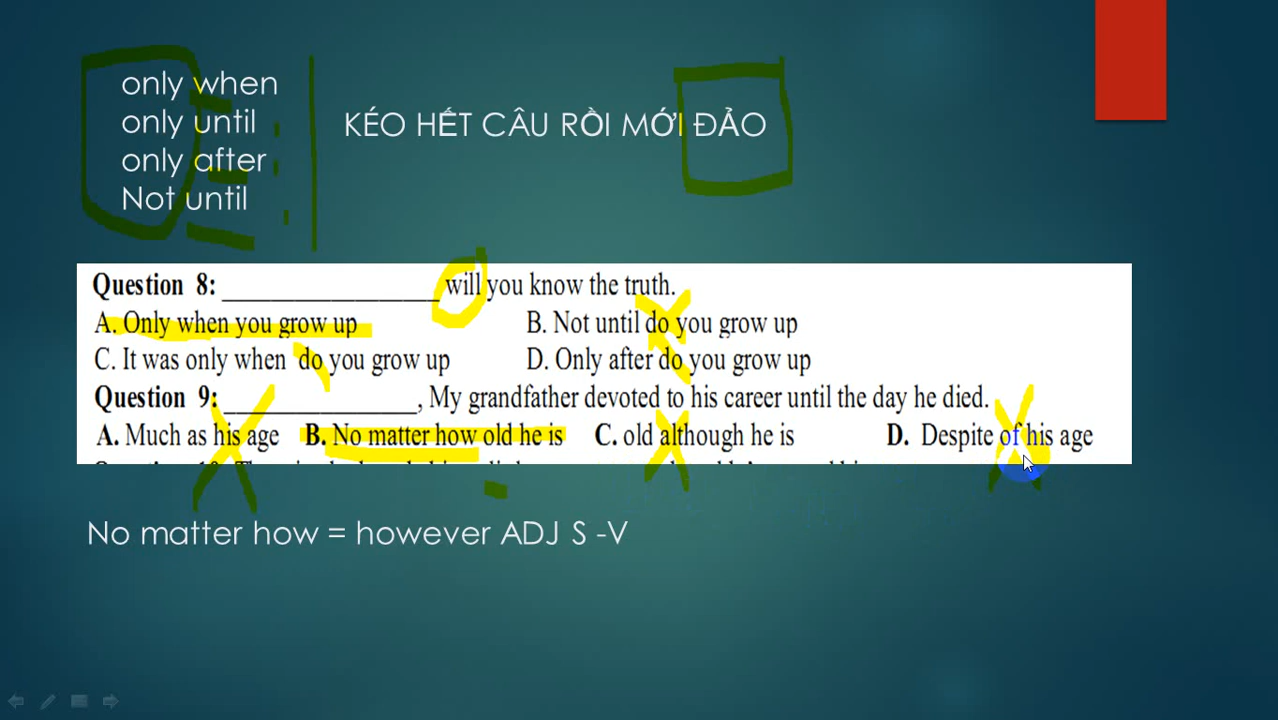 only when
only until
only after
Not until
KÉO HẾT CÂU RỒI MỚI ĐẢO
Question 8: ____________________ will you know the truth.
A. Only when you grow up B. Not until do you grow up
C. It was only when do you grow up D. Only after do you grow up
Question 9: __________________, My grandfather devoted to his career until the day he died.
A. Much as his age B. No matter how old he is C. old although he is D. Despite of his age
No matter how = however ADJ S -V